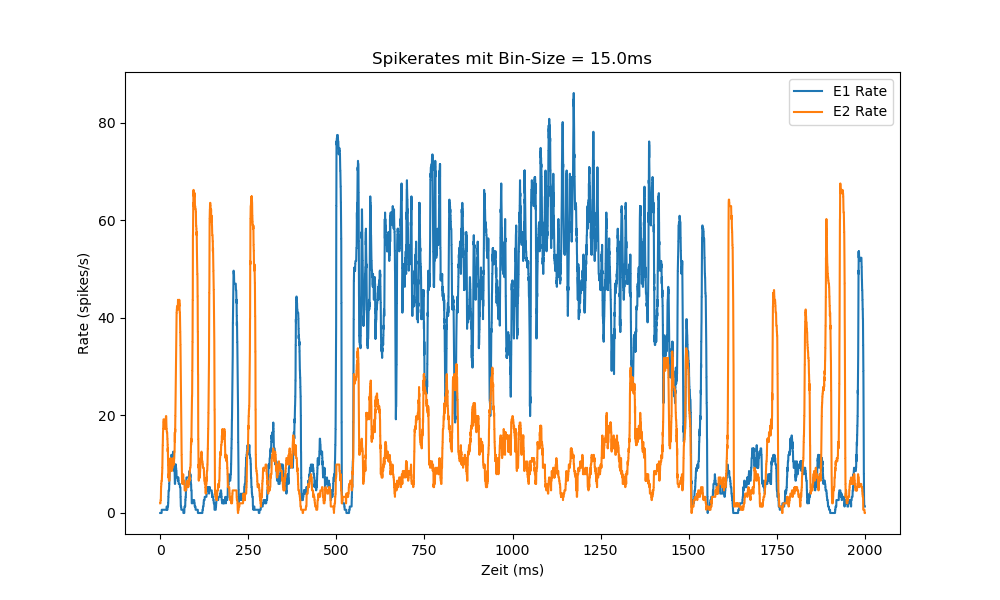 Spikerates mit Bin-Size = 15.0ms
E1 Rate
E2 Rate
Rate (spikes/s)
80
60
40
20
0
0 250 500 750 1000 1250 1500 1750 2000
Zeit (ms)